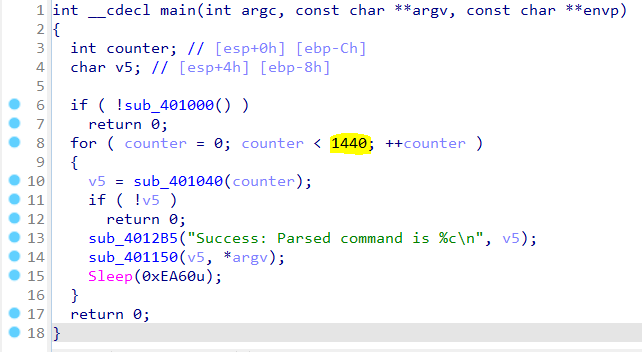 1 int __cdecl main(int argc, const char **argv, const char **envp)
2 {
3 int counter; // [esp+0h] [ebp-Ch]
4 char v5; // [esp+4h] [ebp-8h]
5
6 if ( !sub_401000() )
7 return 0;
8 for ( counter = 0; counter < 1440; ++counter )
9 {
10 v5 = sub_401040(counter);
11 if ( !v5 )
12 return 0;
13 sub_4012B5("Success: Parsed command is %c\n", v5);
14 sub_401150(v5, *argv);
15 Sleep(0xEA60u);
16 }
17 return 0;
18 }